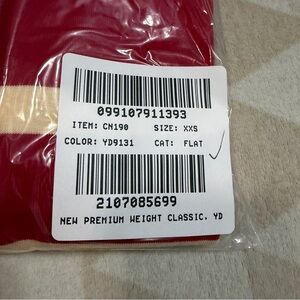 099107911393
ITEM: CN190 SIZE: XXS
COLOR: YD9131 CAT: FLAT
2107085699
NEW PREMIUM WEIGHT CLASSIC. YD